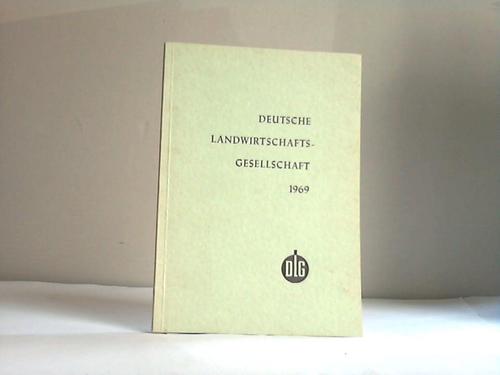 DEUTSCHE
LANDWIRTSCHAFTS-
GESELLSCHAFT
1969
DLG